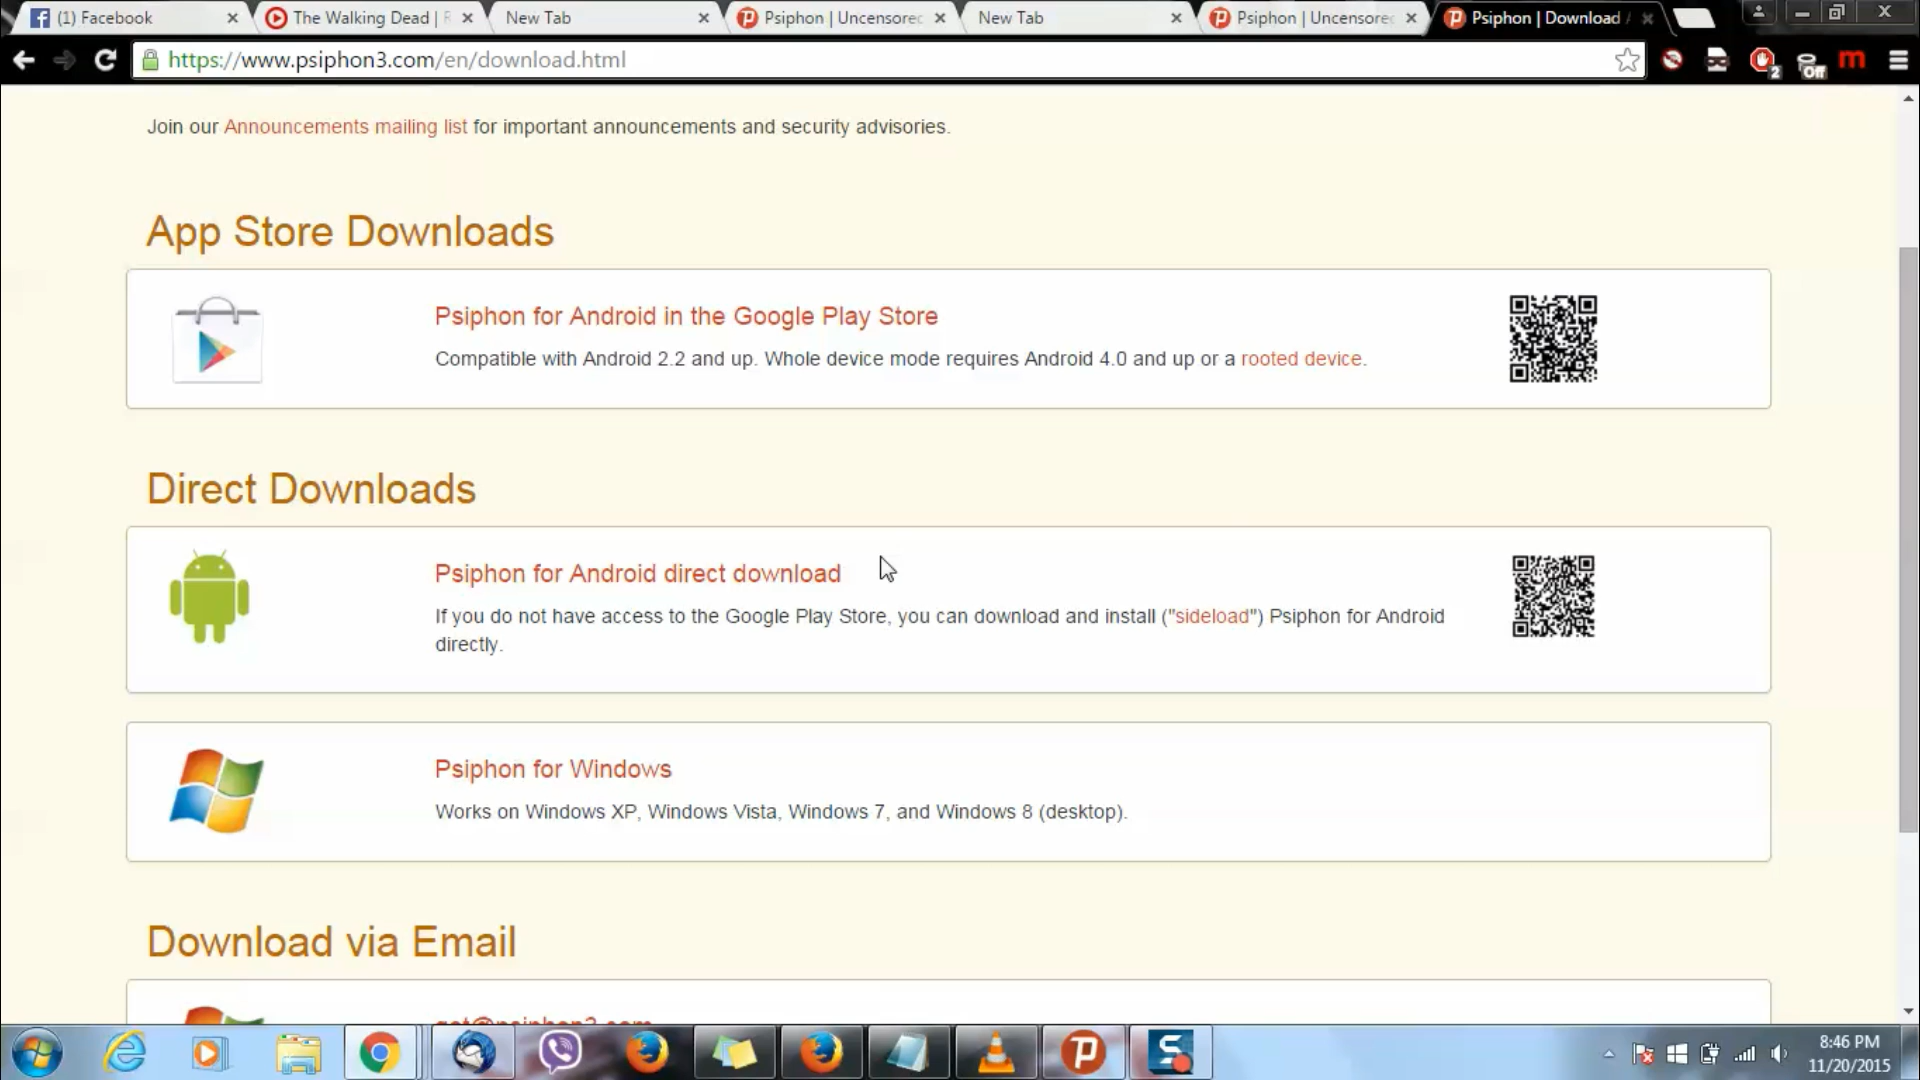 (1) Facebook
The Walking Dead |
New Tab
Psiphon | Uncensored
New Tab
Psiphon | Uncensored
Psiphon | Download /
https://www.psiphon3.com/en/download.html
2
Off
m
Join our Announcements mailing list for important announcements and security advisories.
App Store Downloads
Psiphon for Android in the Google Play Store
Compatible with Android 2.2 and up. Whole device mode requires Android 4.0 and up or a rooted device.
Direct Downloads
Psiphon for Android direct download
If you do not have access to the Google Play Store, you can download and install ("sideload") Psiphon for Android
directly.
Psiphon for Windows
Works on Windows XP, Windows Vista, Windows 7, and Windows 8 (desktop).
Download via Email
get@psiphon3.com
8:46 PM
11/20/2015